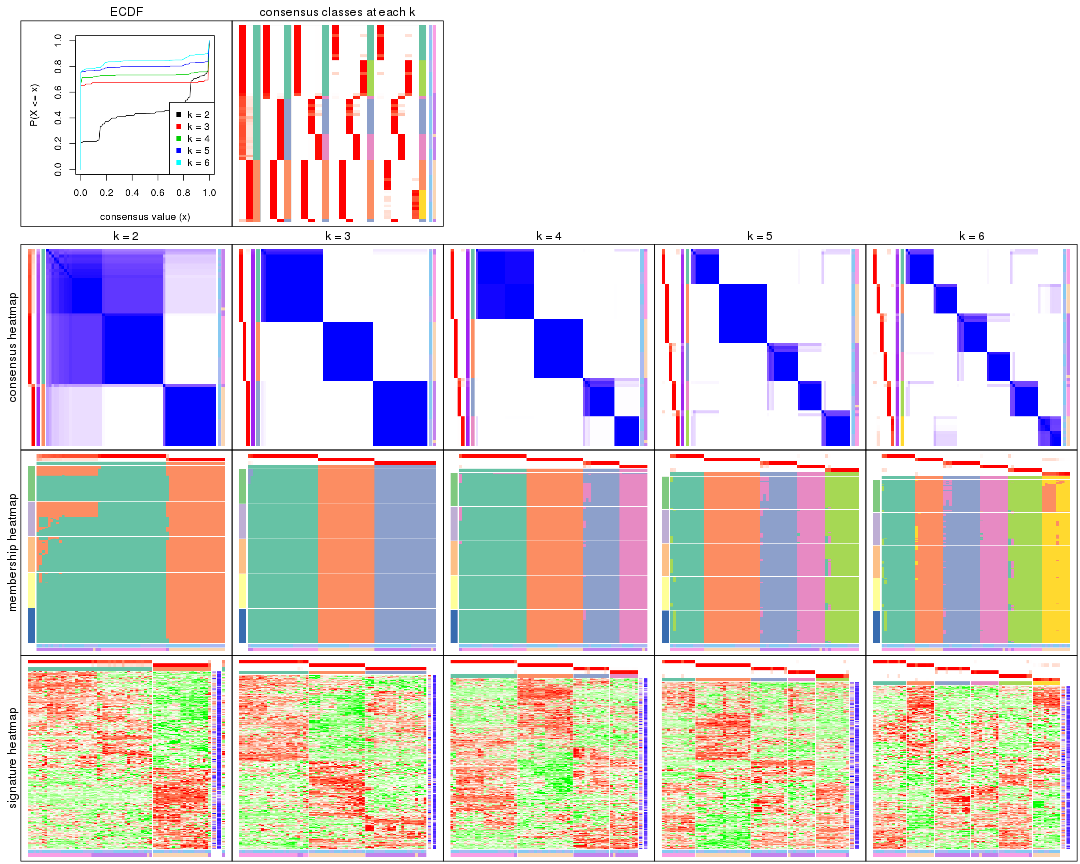 ECDF
consensus classes at each k
P(X <= x)
1.0
0.8
0.6
0.4
0.2
0.0
k = 2
k = 3
k = 4
k = 5
k = 6
0.0 0.2 0.4 0.6 0.8 1.0
consensus value (x)
k = 2
k = 3
k = 4
k = 5
k = 6
consensus heatmap
membership heatmap
signature heatmap